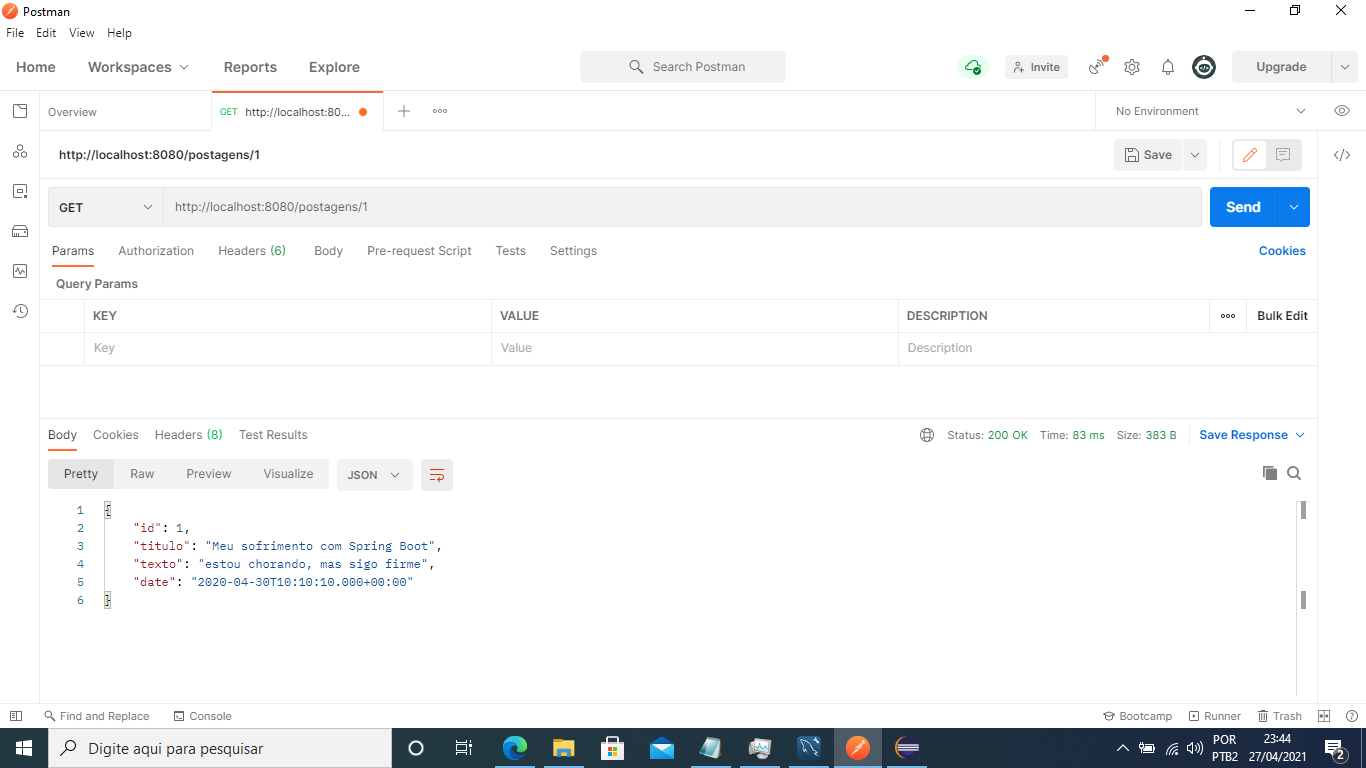 Postman
File Edit View Help
Home Workspaces Reports Explore Search Postman Invite Upgrade
Overview GET http://localhost:80... No Environment
http://localhost:8080/postagens/1 Save
GET http://localhost:8080/postagens/1 Send
Params Authorization Headers (6) Body Pre-request Script Tests Settings Cookies
Query Params
KEY VALUE DESCRIPTION Bulk Edit
Key Value Description
Body Cookies Headers (8) Test Results Status: 200 OK Time: 83 ms Size: 383 B Save Response
Pretty Raw Preview Visualize JSON
1 {
2 "id": 1,
3 "titulo": "Meu sofrimento com Spring Boot",
4 "texto": "estou chorando, mas sigo firme",
5 "date": "2020-04-30T10:10:10.000+00:00"
6 }
Find and Replace Console Bootcamp Runner Trash
Digite aqui para pesquisar POR 23:44
PTB2 27/04/2021 2